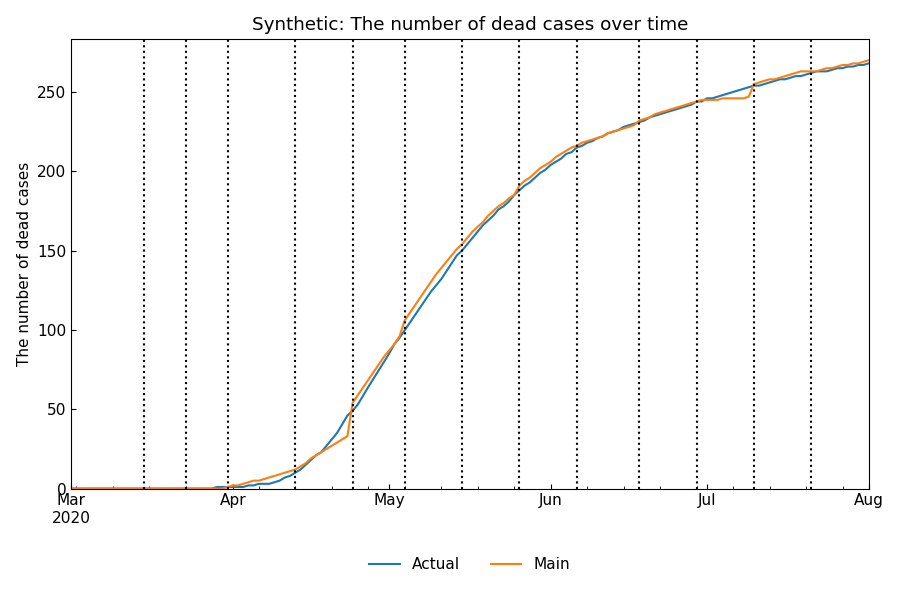 Synthetic: The number of dead cases over time
The number of dead cases
250
200
150
100
50
0
Mar
2020
Apr
May
Jun
Jul
Aug
Actual
Main